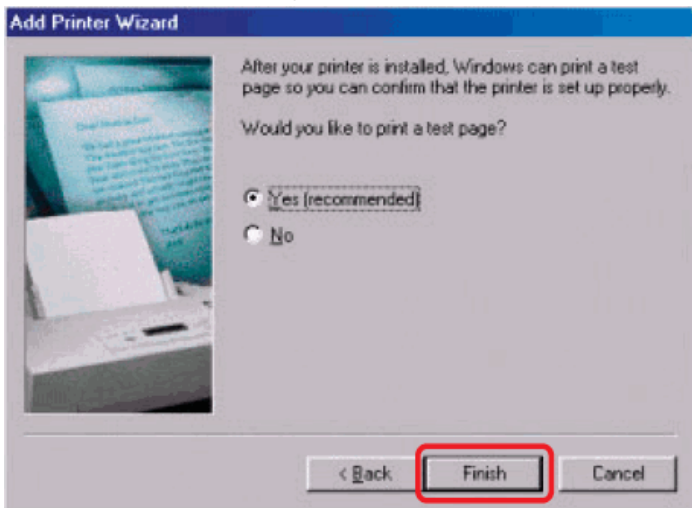 Add Printer Wizard
After your printer is installed, Windows can print a test
page so you can confirm that the printer is set up properly.
Would you like to print a test page?
Yes (recommended)
No
< Back
Finish
Cancel